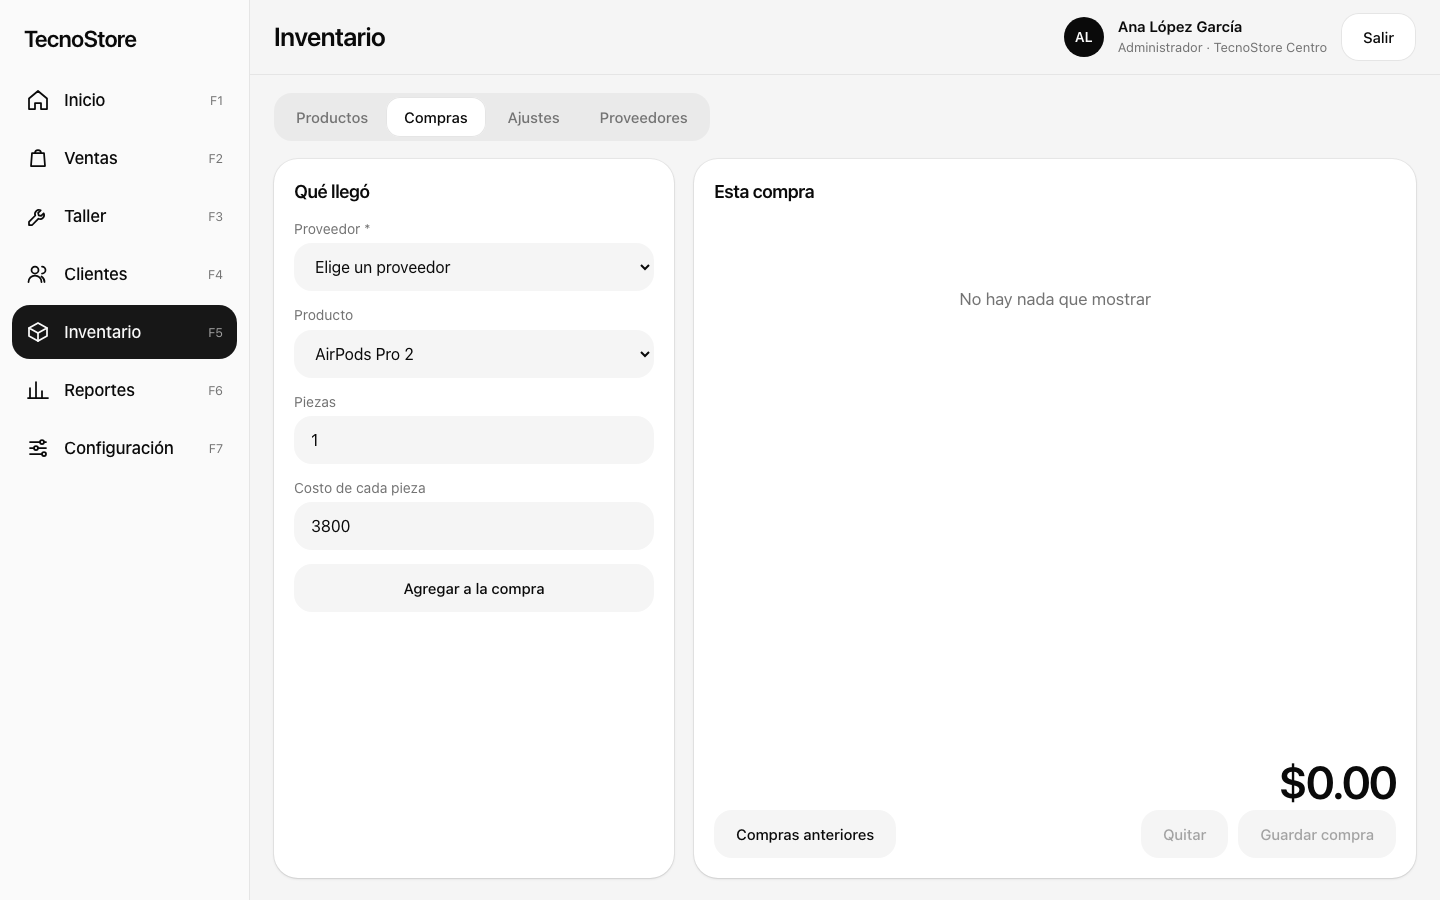 TecnoStore
Inicio F1
Ventas F2
Taller F3
Clientes F4
Inventario F5
Reportes F6
Configuración F7
Inventario
AL
Ana López García
Administrador · TecnoStore Centro
Salir
Productos Compras Ajustes Proveedores
Qué llegó
Proveedor *
Elige un proveedor
Producto
AirPods Pro 2
Piezas
1
Costo de cada pieza
3800
Agregar a la compra
Esta compra
No hay nada que mostrar
$0.00
Compras anteriores Quitar Guardar compra